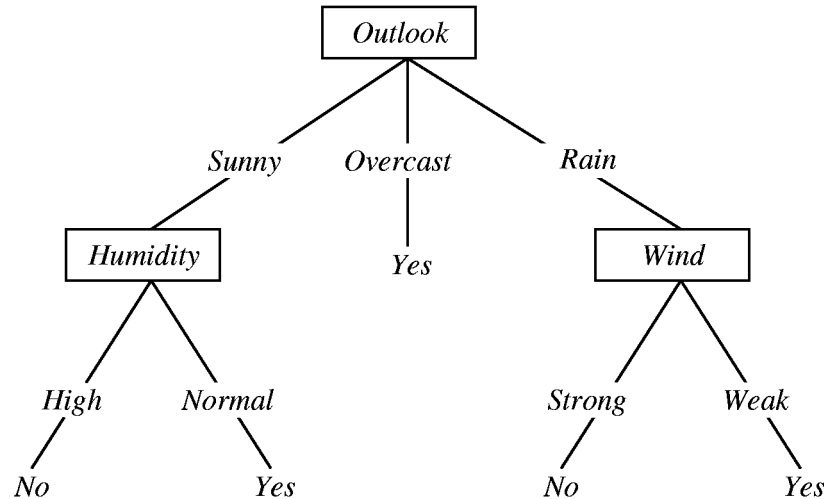 Outlook
Sunny Overcast Rain
Humidity Yes Wind
High Normal Strong Weak
No Yes No Yes